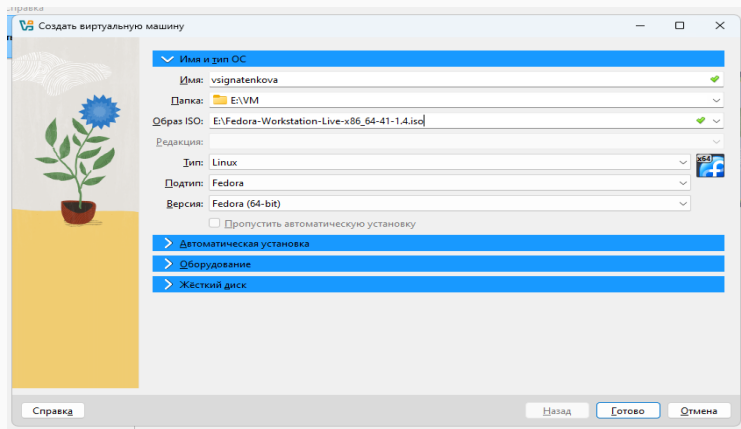 Справка
Создать виртуальную машину
Имя и тип ОС
Имя: vsignatenkova
Папка: E:\VM
Образ ISO: E:\Fedora-Workstation-Live-x86_64-41-1.4.iso
Редакция:
Тип: Linux
x64
Подтип: Fedora
Версия: Fedora (64-bit)
Пропустить автоматическую установку
Автоматическая установка
Оборудование
Жёсткий диск
Справка Назад Готово Отмена